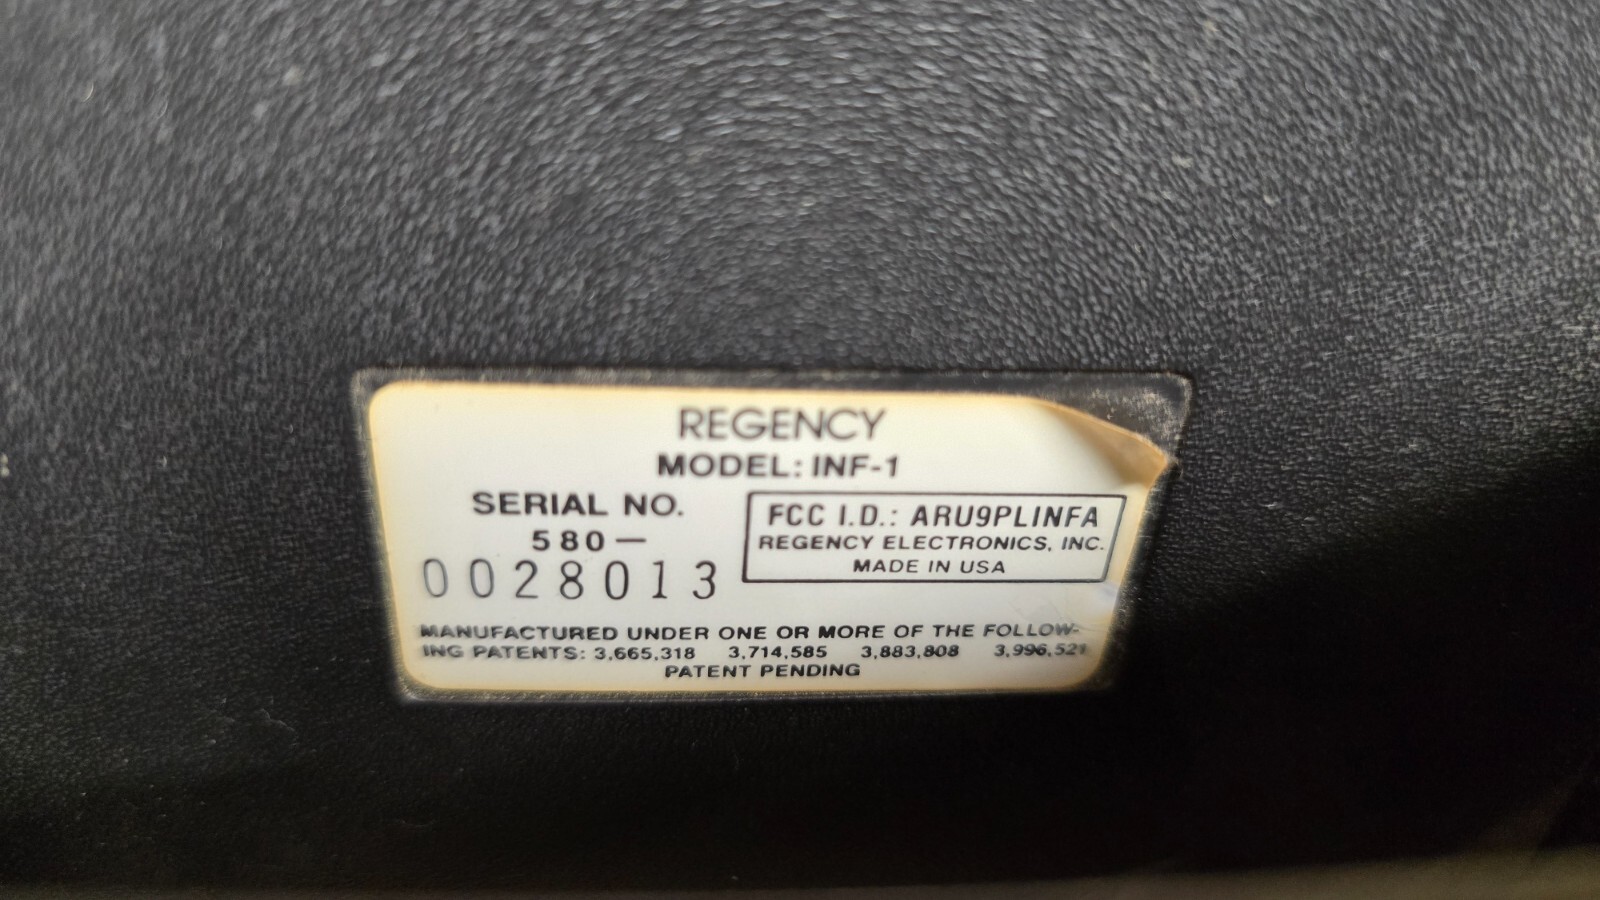 REGENCY
MODEL: INF-1
SERIAL NO.
580—
0028013
FCC I.D.: ARU9PLINFA
REGENCY ELECTRONICS, INC.
MADE IN USA
MANUFACTURED UNDER ONE OR MORE OF THE FOLLOW-
ING PATENTS: 3,665,318 3,714,585 3,883,808 3,996,521
PATENT PENDING